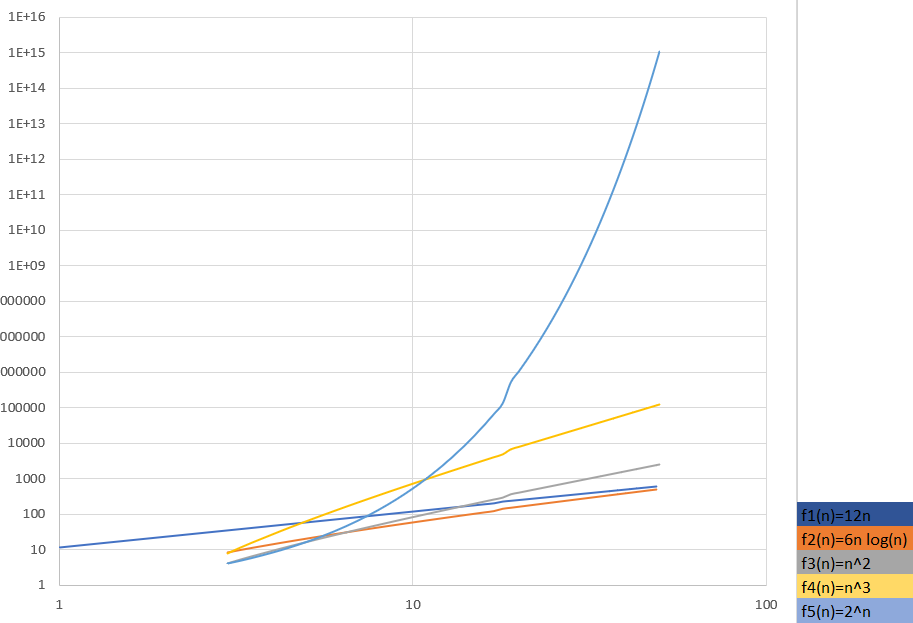 1E+16
1E+15
1E+14
1E+13
1E+12
1E+11
1E+10
1E+09
000000
000000
000000
100000
10000
1000
100
10
1
1 10 100
f1(n)=12n
f2(n)=6n log(n)
f3(n)=n^2
f4(n)=n^3
f5(n)=2^n